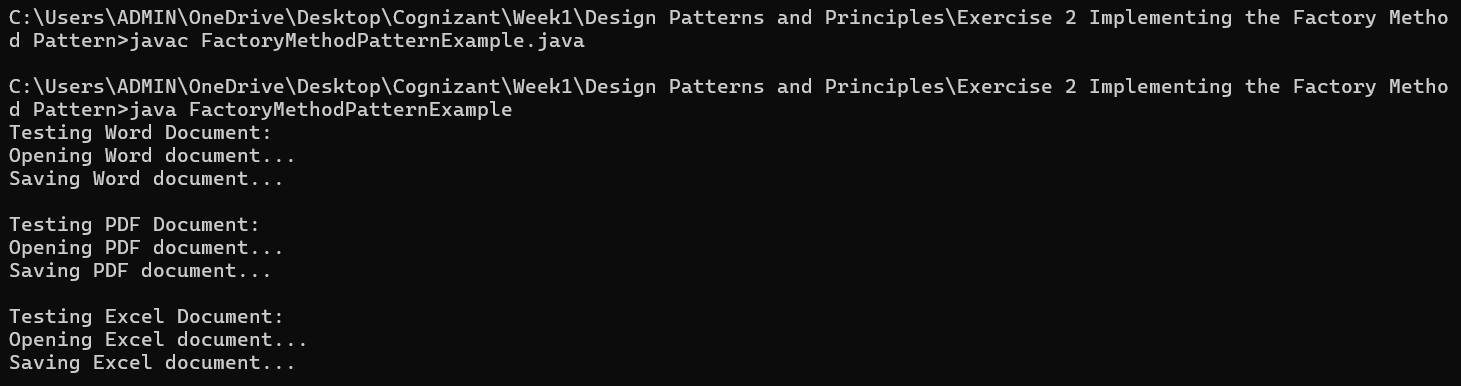 C:\Users\ADMIN\OneDrive\Desktop\Cognizant\Week1\Design Patterns and Principles\Exercise 2 Implementing the Factory Metho
d Pattern>javac FactoryMethodPatternExample.java
C:\Users\ADMIN\OneDrive\Desktop\Cognizant\Week1\Design Patterns and Principles\Exercise 2 Implementing the Factory Metho
d Pattern>java FactoryMethodPatternExample
Testing Word Document:
Opening Word document...
Saving Word document...
Testing PDF Document:
Opening PDF document...
Saving PDF document...
Testing Excel Document:
Opening Excel document...
Saving Excel document...